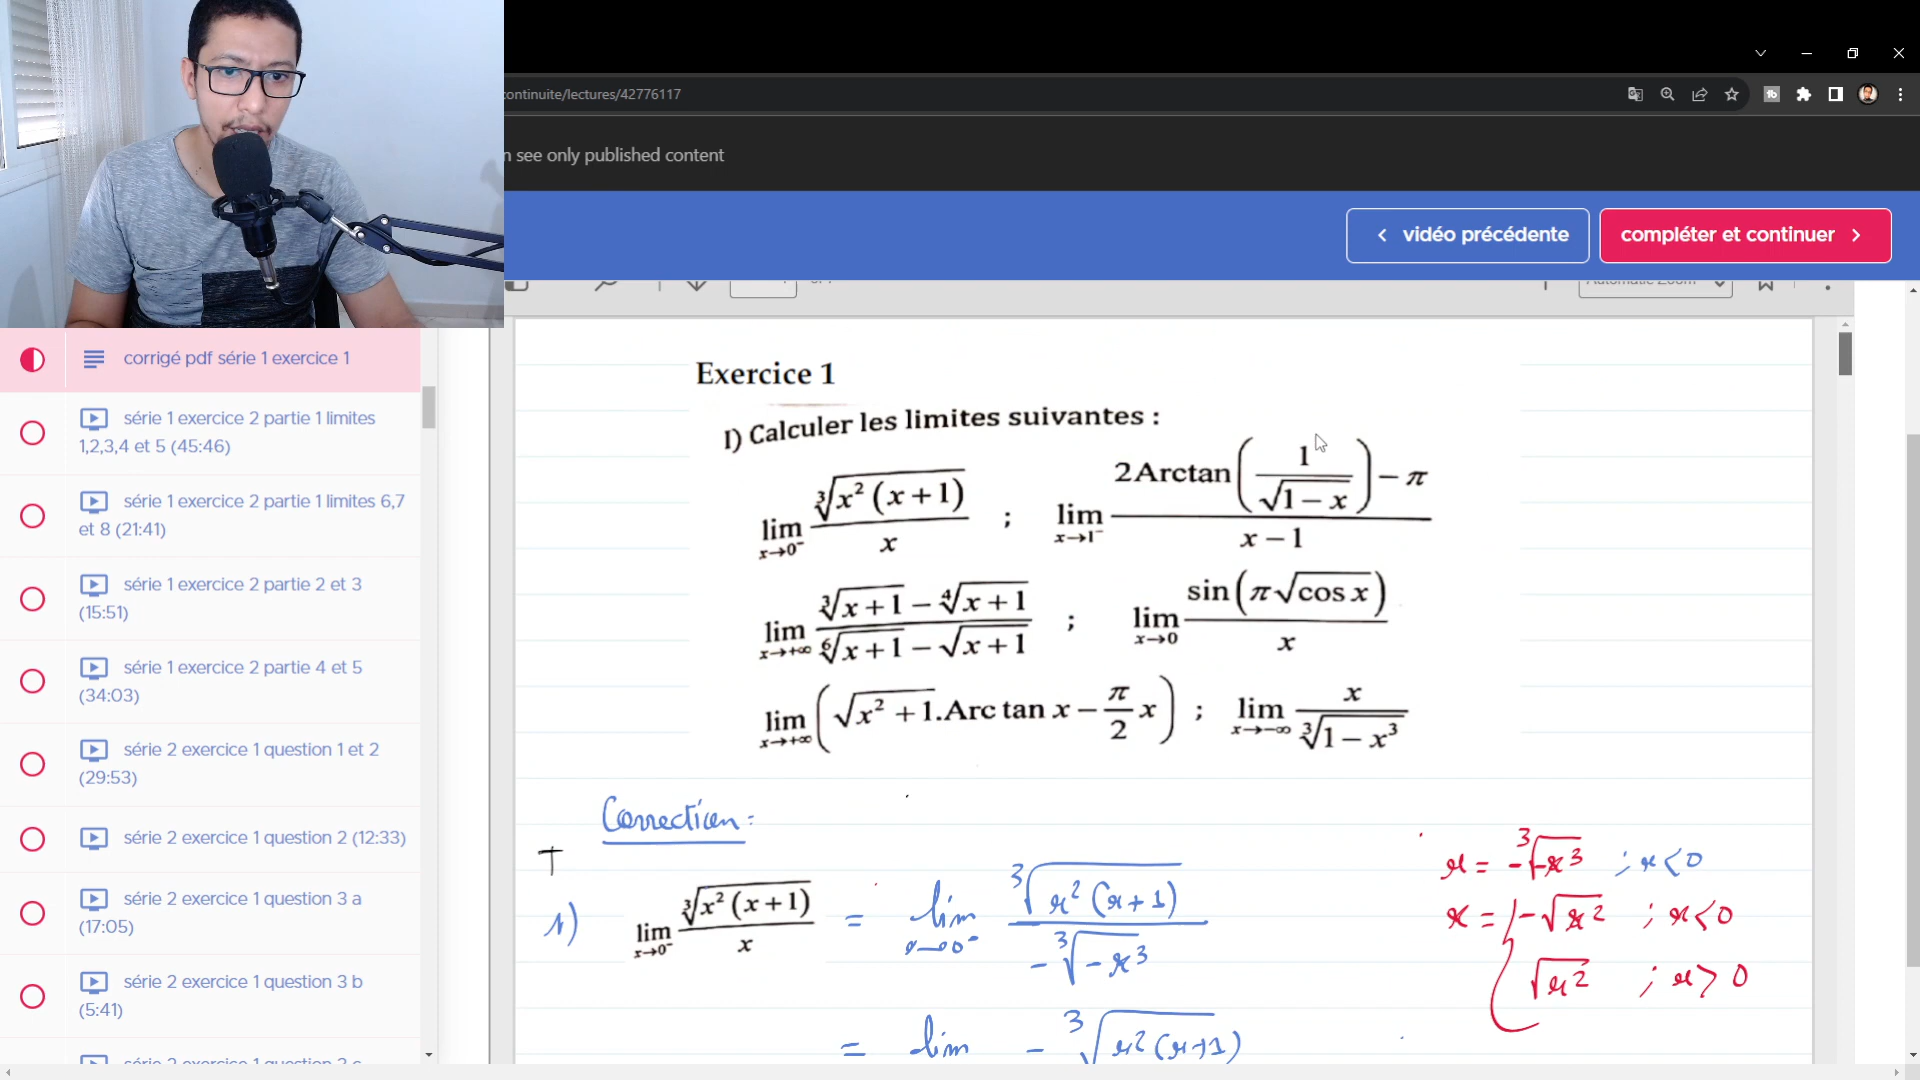 continuite/lectures/42776117
see only published content
vidéo précédente
compléter et continuer
Automatic Zoom
corrigé pdf série 1 exercice 1
série 1 exercice 2 partie 1 limites
1,2,3,4 et 5 (45:46)
série 1 exercice 2 partie 1 limites 6,7
et 8 (21:41)
série 1 exercice 2 partie 2 et 3
(15:51)
série 1 exercice 2 partie 4 et 5
(34:03)
série 2 exercice 1 question 1 et 2
(29:53)
série 2 exercice 1 question 2 (12:33)
série 2 exercice 1 question 3 a
(17:05)
série 2 exercice 1 question 3 b
(5:41)
Exercice 1
I) Calculer les limites suivantes :
lim x→0⁻ ∛(x² (x+1)) / x ; lim x→1⁻ (2Arctan(1/√(1−x)) − π) / (x−1)
lim x→+∞ (∛(x+1) − ∜(x+1)) / (⁶√(x+1) − √(x+1)) ; lim x→0 sin(π√(cos x)) / x
lim x→+∞ (√(x² +1).Arctan x − π/2 x) ; lim x→−∞ x / ∛(1−x³)
Correction :
I
1) lim x→0⁻ ∛(x² (x+1)) / x = lim x→0⁻ ∛(x² (x+1)) / −∛(−x³)
= lim − ∛(x² (x+1))
x = −∛(−x³) ; x<0
x = −√(x²) ; x<0
√(x²) ; x>0